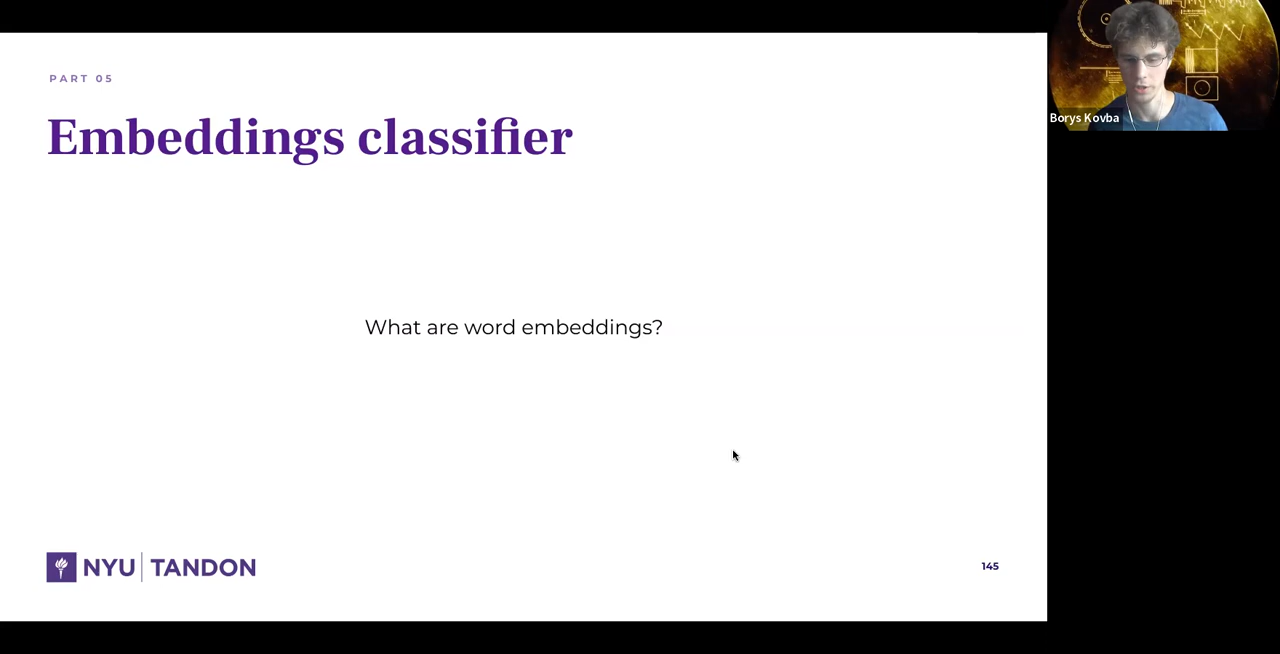 PART 05
Embeddings classifier
What are word embeddings?
NYU | TANDON
145
Borys Kovba